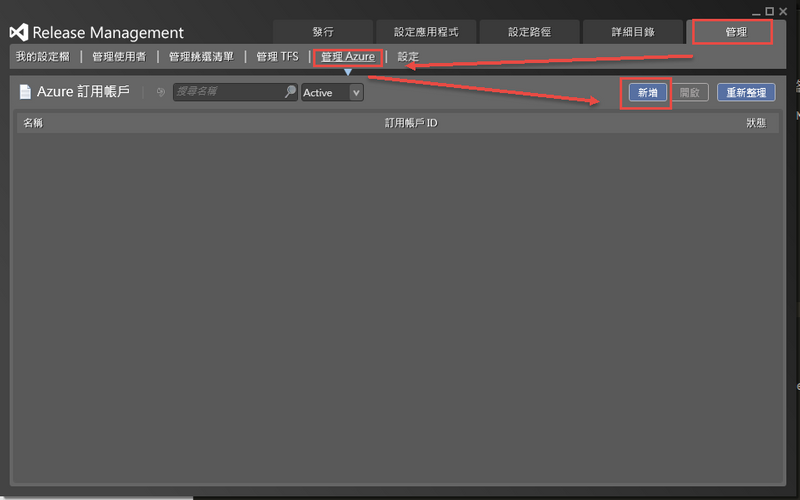 Release Management
發行 設定應用程式 設定路徑 詳細目錄 管理
我的設定檔 | 管理使用者 | 管理挑選清單 | 管理 TFS | 管理 Azure | 設定
Azure 訂用帳戶 搜尋名稱 Active 新增 開啟 重新整理
名稱 訂用帳戶 ID 狀態